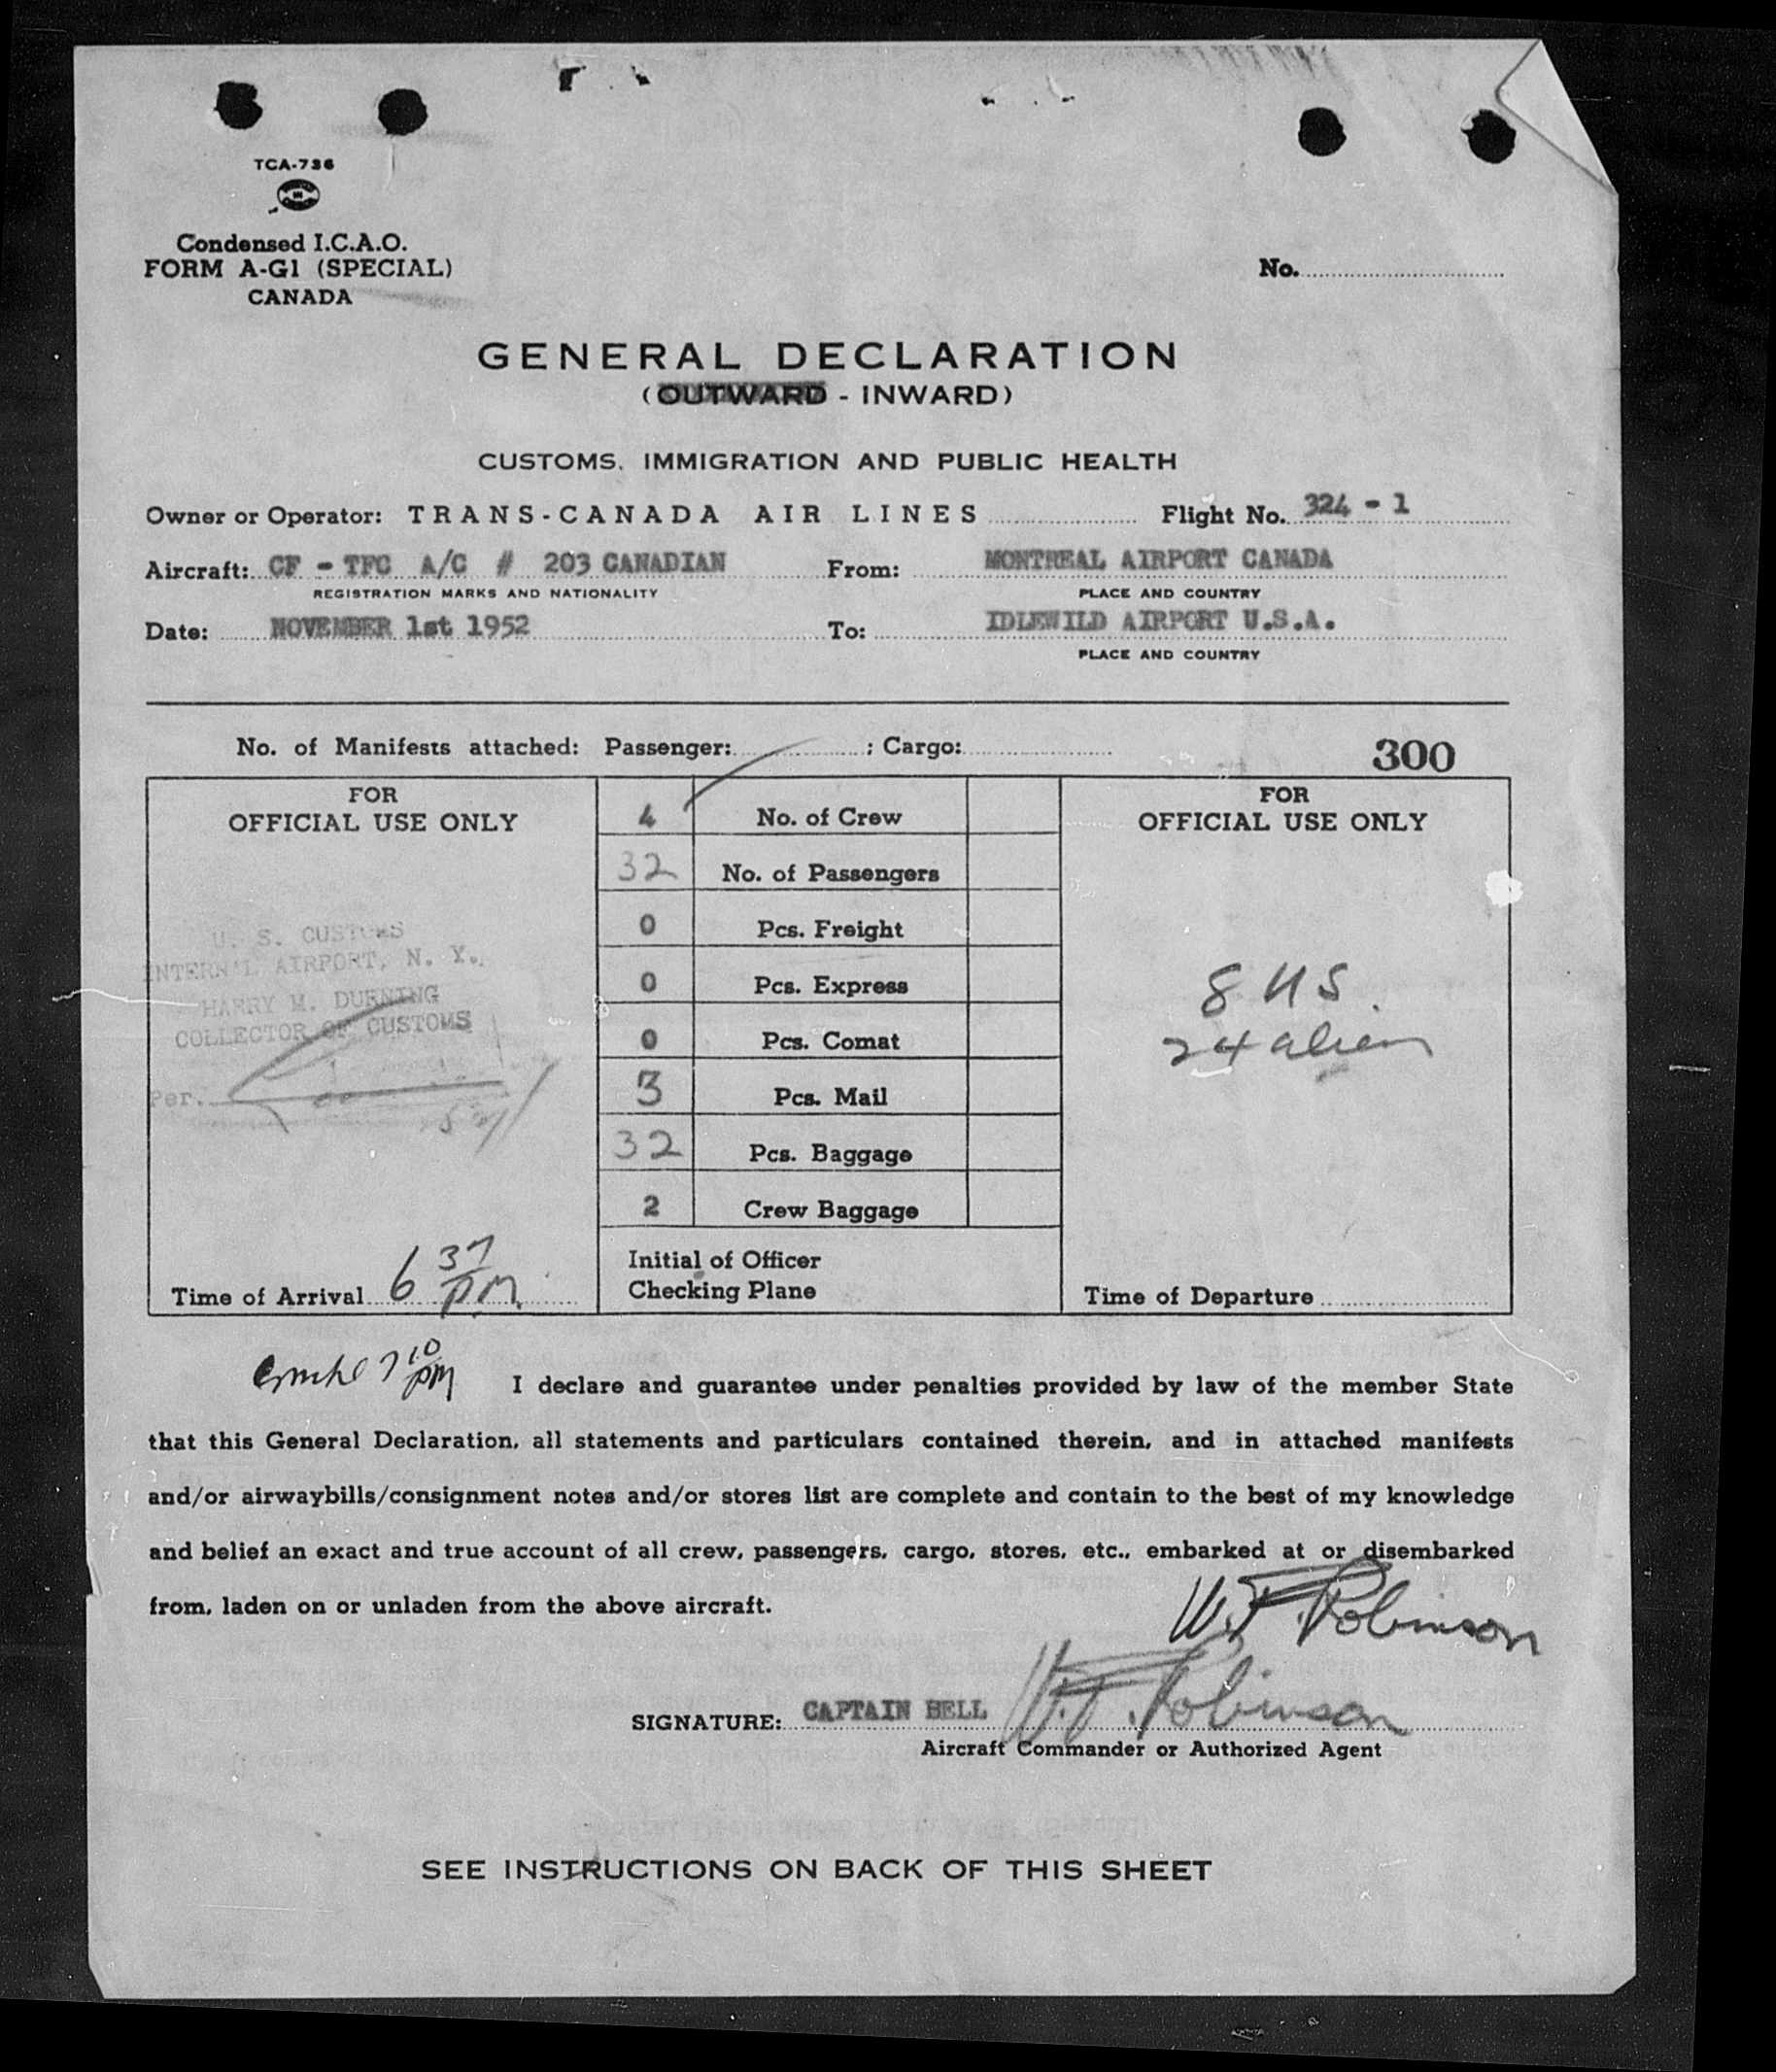 TCA-736
Condensed I.C.A.O.
FORM A-G1 (SPECIAL)
CANADA
No.
GENERAL DECLARATION
(OUTWARD - INWARD)
CUSTOMS, IMMIGRATION AND PUBLIC HEALTH
Owner or Operator: TRANS-CANADA AIR LINES Flight No. 324 - 1
Aircraft: CF - TFC A/C # 203 CANADIAN From: MONTREAL AIRPORT CANADA
REGISTRATION MARKS AND NATIONALITY PLACE AND COUNTRY
Date: NOVEMBER 1st 1952 To: IDLEWILD AIRPORT U.S.A.
PLACE AND COUNTRY
No. of Manifests attached: Passenger: ; Cargo: 300
FOR
OFFICIAL USE ONLY
U. S. CUSTOMS
INTERN'L AIRPORT, N. Y.
HARRY M. DURNING
COLLECTOR OF CUSTOMS
Per.
Time of Arrival 6 37 P.M.
4 No. of Crew
32 No. of Passengers
0 Pcs. Freight
0 Pcs. Express
0 Pcs. Comat
3 Pcs. Mail
32 Pcs. Baggage
2 Crew Baggage
Initial of Officer
Checking Plane
FOR
OFFICIAL USE ONLY
8 US.
24 alien
Time of Departure
7 10 PM
I declare and guarantee under penalties provided by law of the member State
that this General Declaration, all statements and particulars contained therein, and in attached manifests
and/or airwaybills/consignment notes and/or stores list are complete and contain to the best of my knowledge
and belief an exact and true account of all crew, passengers, cargo, stores, etc., embarked at or disembarked
from, laden on or unladen from the above aircraft.
W.F. Robinson
SIGNATURE: CAPTAIN BELL W.F. Robinson
Aircraft Commander or Authorized Agent
SEE INSTRUCTIONS ON BACK OF THIS SHEET